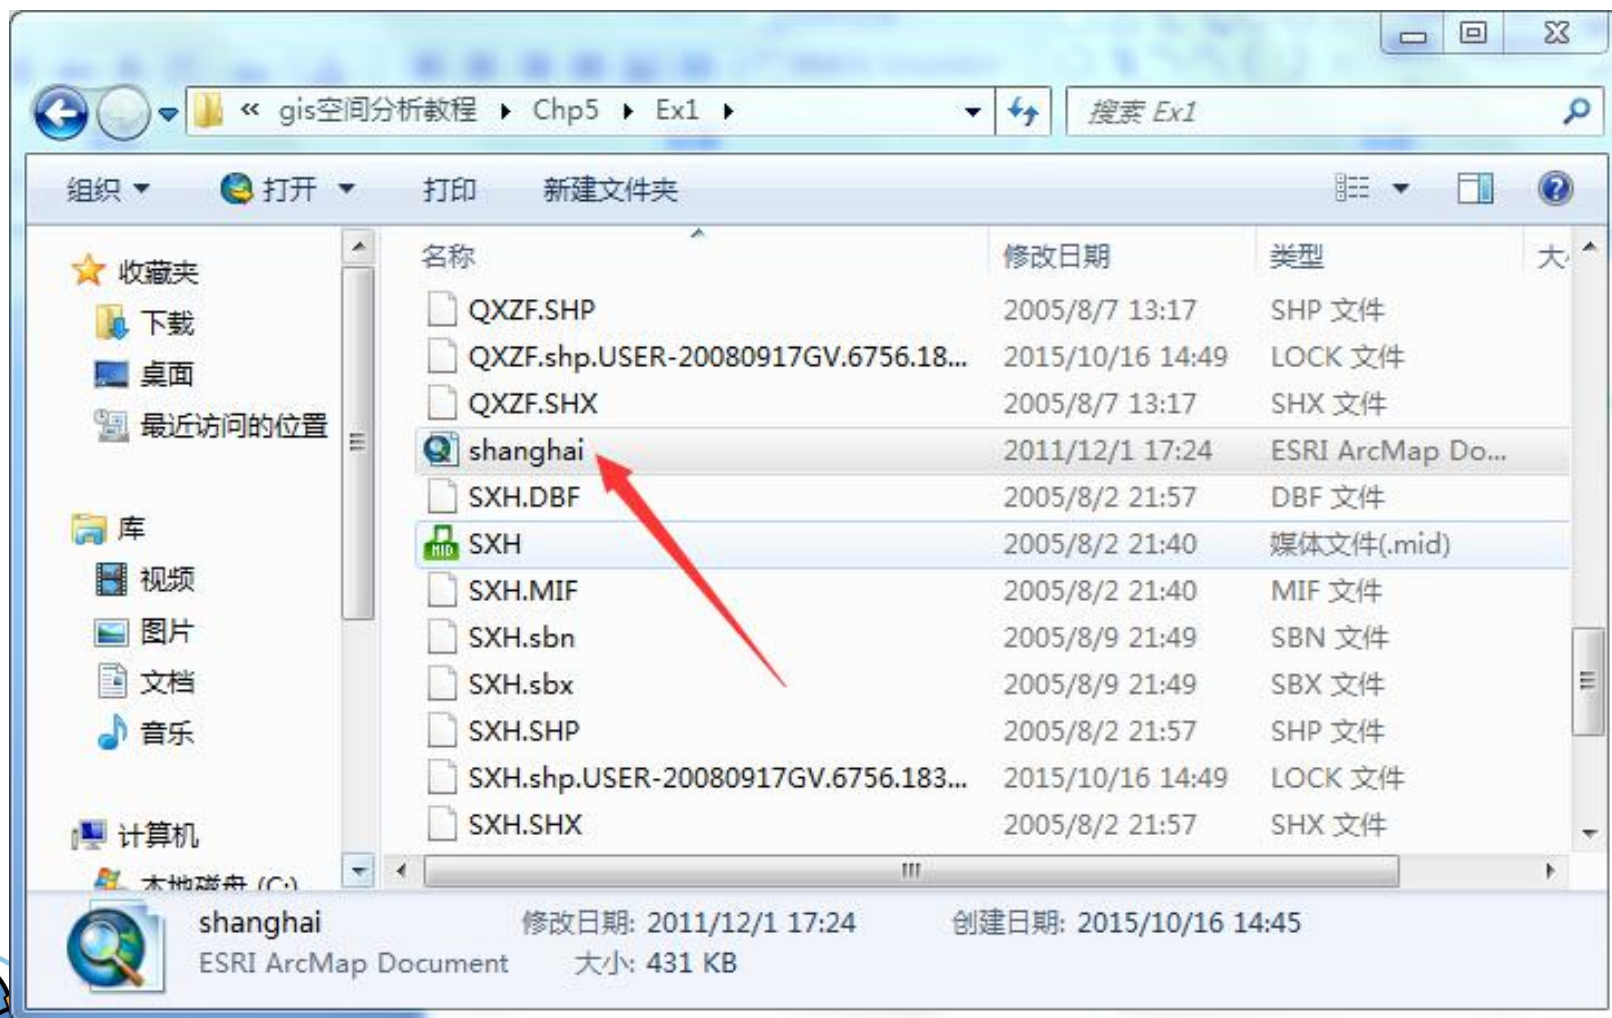 « gis空间分析教程 Chp5 Ex1
搜索 Ex1
组织 打开 打印 新建文件夹
收藏夹
下载
桌面
最近访问的位置
库
视频
图片
文档
音乐
计算机
本地磁盘 (C:)
名称 修改日期 类型 大
QXZF.SHP 2005/8/7 13:17 SHP 文件
QXZF.shp.USER-20080917GV.6756.18... 2015/10/16 14:49 LOCK 文件
QXZF.SHX 2005/8/7 13:17 SHX 文件
shanghai 2011/12/1 17:24 ESRI ArcMap Do...
SXH.DBF 2005/8/2 21:57 DBF 文件
MID SXH 2005/8/2 21:40 媒体文件(.mid)
SXH.MIF 2005/8/2 21:40 MIF 文件
SXH.sbn 2005/8/9 21:49 SBN 文件
SXH.sbx 2005/8/9 21:49 SBX 文件
SXH.SHP 2005/8/2 21:57 SHP 文件
SXH.shp.USER-20080917GV.6756.183... 2015/10/16 14:49 LOCK 文件
SXH.SHX 2005/8/2 21:57 SHX 文件
shanghai 修改日期: 2011/12/1 17:24 创建日期: 2015/10/16 14:45
ESRI ArcMap Document 大小: 431 KB